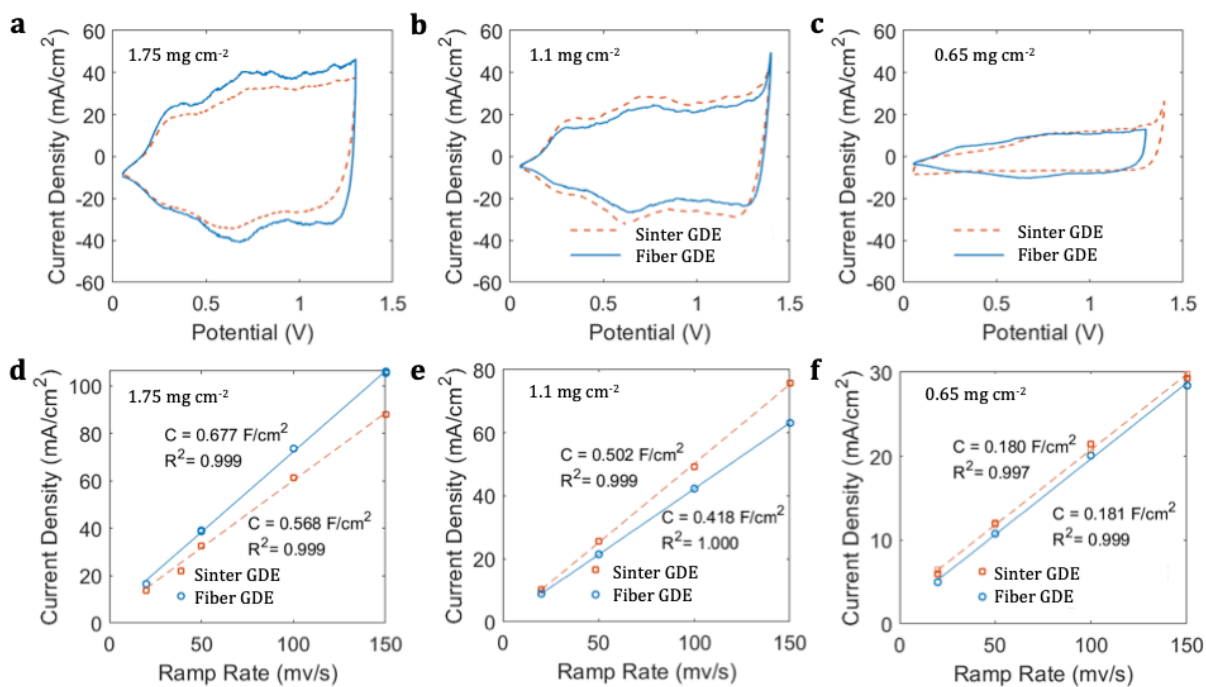 a
1.75 mg cm-2
60
40
20
0
-20
-40
-60
0
0.5
1
1.5
Current Density (mA/cm2)
Potential (V)
b
1.1 mg cm-2
60
40
20
0
-20
-40
-60
0
0.5
1
1.5
Current Density (mA/cm2)
Potential (V)
Sinter GDE
Fiber GDE
c
0.65 mg cm-2
60
40
20
0
-20
-40
-60
0
0.5
1
1.5
Current Density (mA/cm2)
Potential (V)
Sinter GDE
Fiber GDE
d
1.75 mg cm-2
100
80
60
40
20
0
0
50
100
150
Current Density (mA/cm2)
Ramp Rate (mv/s)
C = 0.677 F/cm2
R2= 0.999
C = 0.568 F/cm2
R2= 0.999
Sinter GDE
Fiber GDE
e
1.1 mg cm-2
80
60
40
20
0
0
50
100
150
Current Density (mA/cm2)
Ramp Rate (mv/s)
C = 0.502 F/cm2
R2= 0.999
C = 0.418 F/cm2
R2= 1.000
Sinter GDE
Fiber GDE
f
0.65 mg cm-2
30
20
10
0
0
50
100
150
Current Density (mA/cm2)
Ramp Rate (mv/s)
C = 0.180 F/cm2
R2= 0.997
C = 0.181 F/cm2
R2= 0.999
Sinter GDE
Fiber GDE